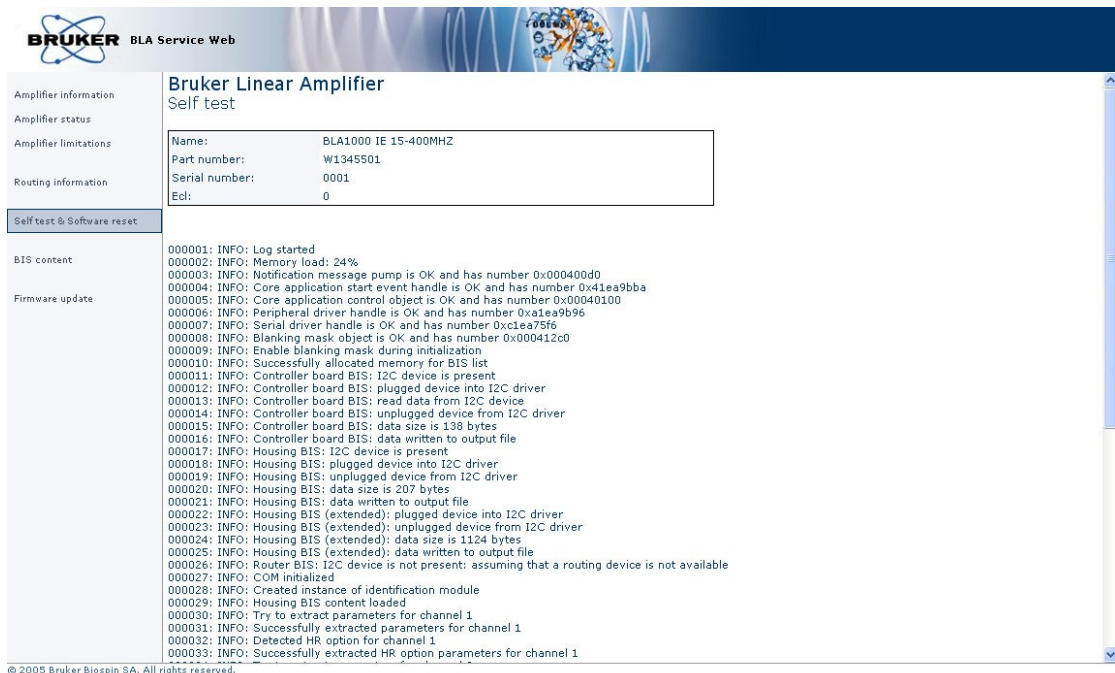 BRUKER BLA Service Web
Amplifier information
Amplifier status
Amplifier limitations
Routing information
Self test & Software reset
BIS content
Firmware update
Bruker Linear Amplifier
Self test
Name: BLA1000 IE 15-400MHZ
Part number: W1345501
Serial number: 0001
Ecl: 0
000001: INFO: Log started
000002: INFO: Memory load: 24%
000003: INFO: Notification message pump is OK and has number 0x000400d0
000004: INFO: Core application start event handle is OK and has number 0x41ea9bba
000005: INFO: Core application control object is OK and has number 0x00040100
000006: INFO: Peripheral driver handle is OK and has number 0xa1ea9b96
000007: INFO: Serial driver handle is OK and has number 0xc1ea75f6
000008: INFO: Blanking mask object is OK and has number 0x000412c0
000009: INFO: Enable blanking mask during initialization
000010: INFO: Successfully allocated memory for BIS list
000011: INFO: Controller board BIS: I2C device is present
000012: INFO: Controller board BIS: plugged device into I2C driver
000013: INFO: Controller board BIS: read data from I2C device
000014: INFO: Controller board BIS: unplugged device from I2C driver
000015: INFO: Controller board BIS: data size is 138 bytes
000016: INFO: Controller board BIS: data written to output file
000017: INFO: Housing BIS: I2C device is present
000018: INFO: Housing BIS: plugged device into I2C driver
000019: INFO: Housing BIS: unplugged device from I2C driver
000020: INFO: Housing BIS: data size is 207 bytes
000021: INFO: Housing BIS: data written to output file
000022: INFO: Housing BIS (extended): plugged device into I2C driver
000023: INFO: Housing BIS (extended): unplugged device from I2C driver
000024: INFO: Housing BIS (extended): data size is 1124 bytes
000025: INFO: Housing BIS (extended): data written to output file
000026: INFO: Router BIS: I2C device is not present: assuming that a routing device is not available
000027: INFO: COM initialized
000028: INFO: Created instance of identification module
000029: INFO: Housing BIS content loaded
000030: INFO: Try to extract parameters for channel 1
000031: INFO: Successfully extracted parameters for channel 1
000032: INFO: Detected HR option for channel 1
000033: INFO: Successfully extracted HR option parameters for channel 1
© 2005 Bruker Biospin SA. All rights reserved.